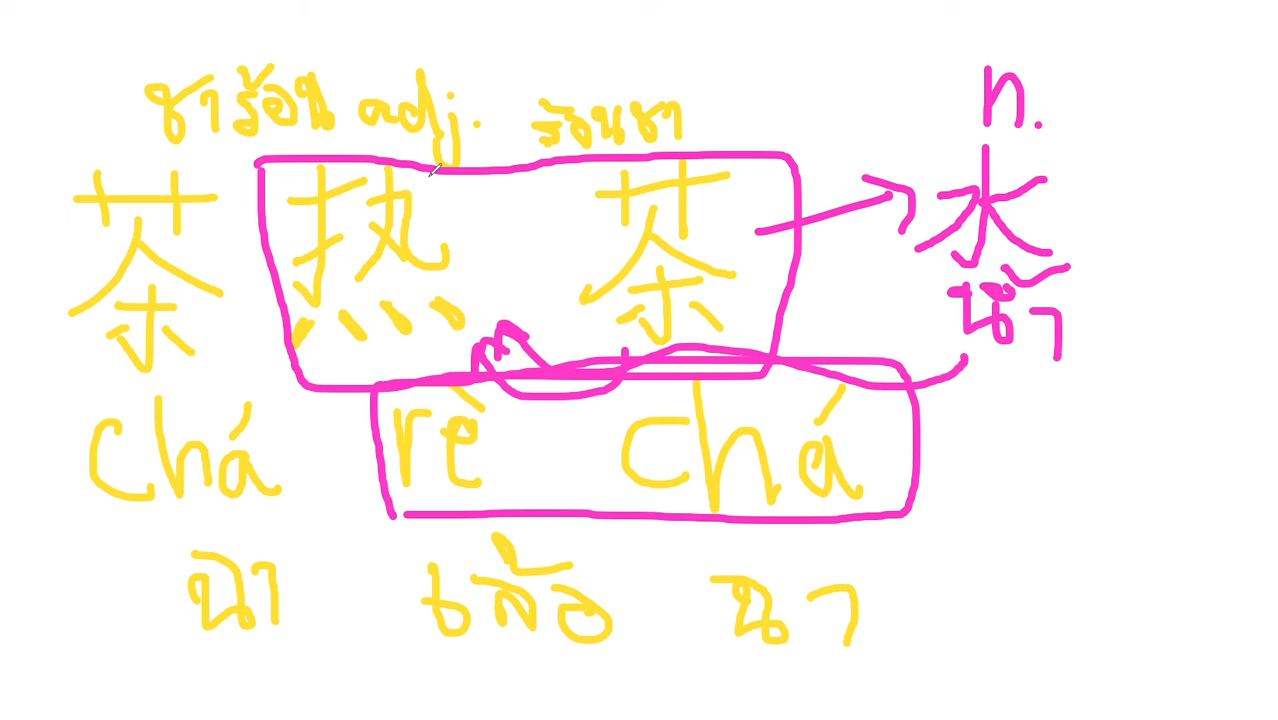 ชาร้อน adj. ร้อนชา n.
茶 热 茶 水
น้ำ
chá rè chá
ฉา เล่อ ฉา